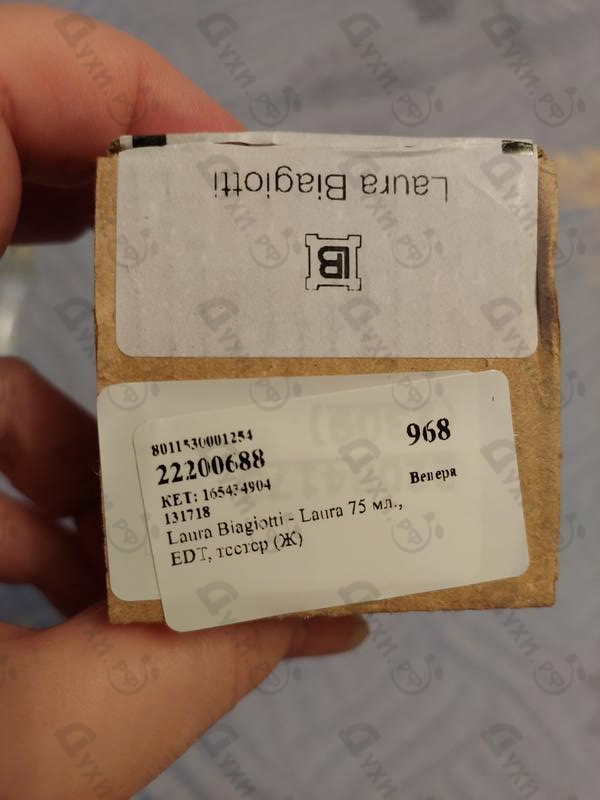 Laura Biagiotti
LB
8011530001254
968
22200688
КЕТ: 165434904
Венера
131718
Laura Biagiotti - Laura 75 мл.,
EDT, тестер (Ж)
Духи.рф